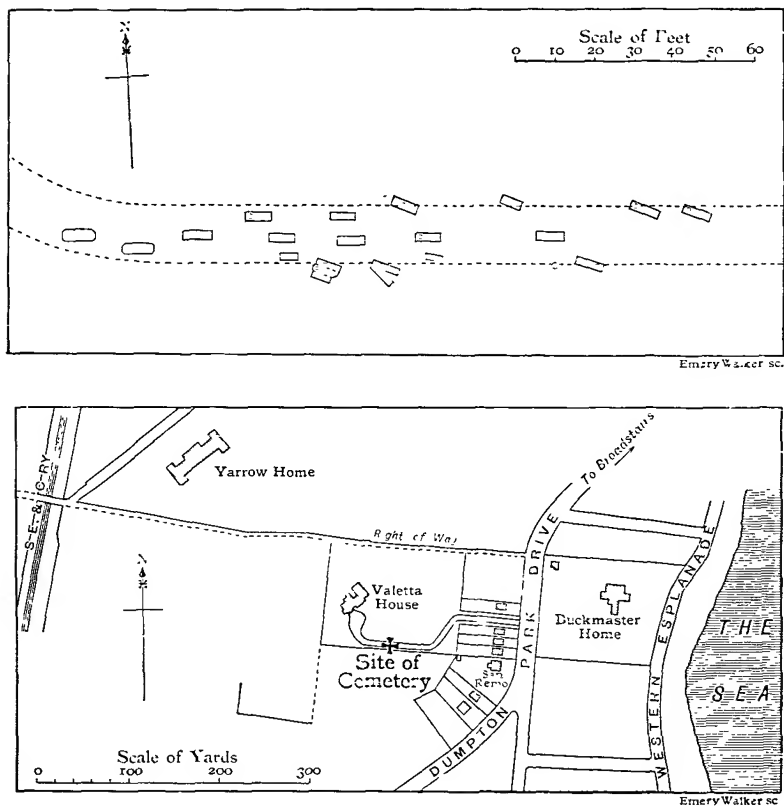 N
Scale of Feet
0 10 20 30 40 50 60
Emery Walker sc.
To Broadstairs
S·E·& C·RY
Yarrow Home
Right of Way
N
Valetta
House
PARK DRIVE
Duckmaster
Home
WESTERN ESPLANADE
THE
SEA
Site of
Cemetery
San
Remo
DUMPTON
Scale of Yards
0 100 200 300
Emery Walker sc